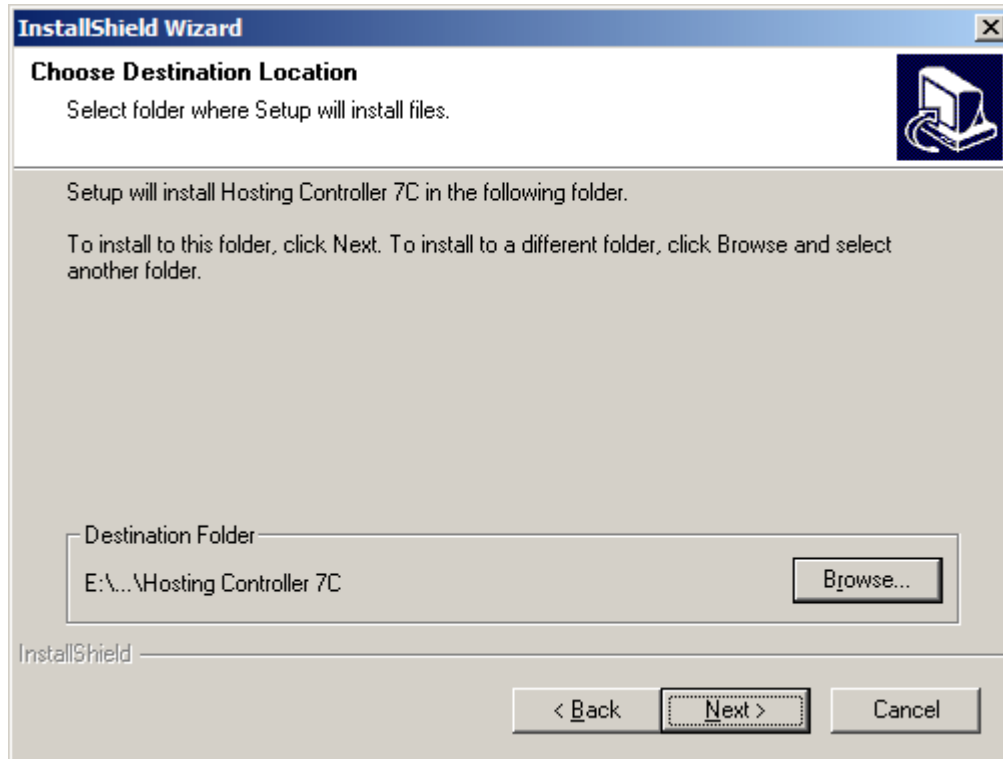 InstallShield Wizard
Choose Destination Location
Select folder where Setup will install files.
Setup will install Hosting Controller 7C in the following folder.
To install to this folder, click Next. To install to a different folder, click Browse and select
another folder.
Destination Folder
E:\...\Hosting Controller 7C
Browse...
InstallShield
< Back
Next >
Cancel